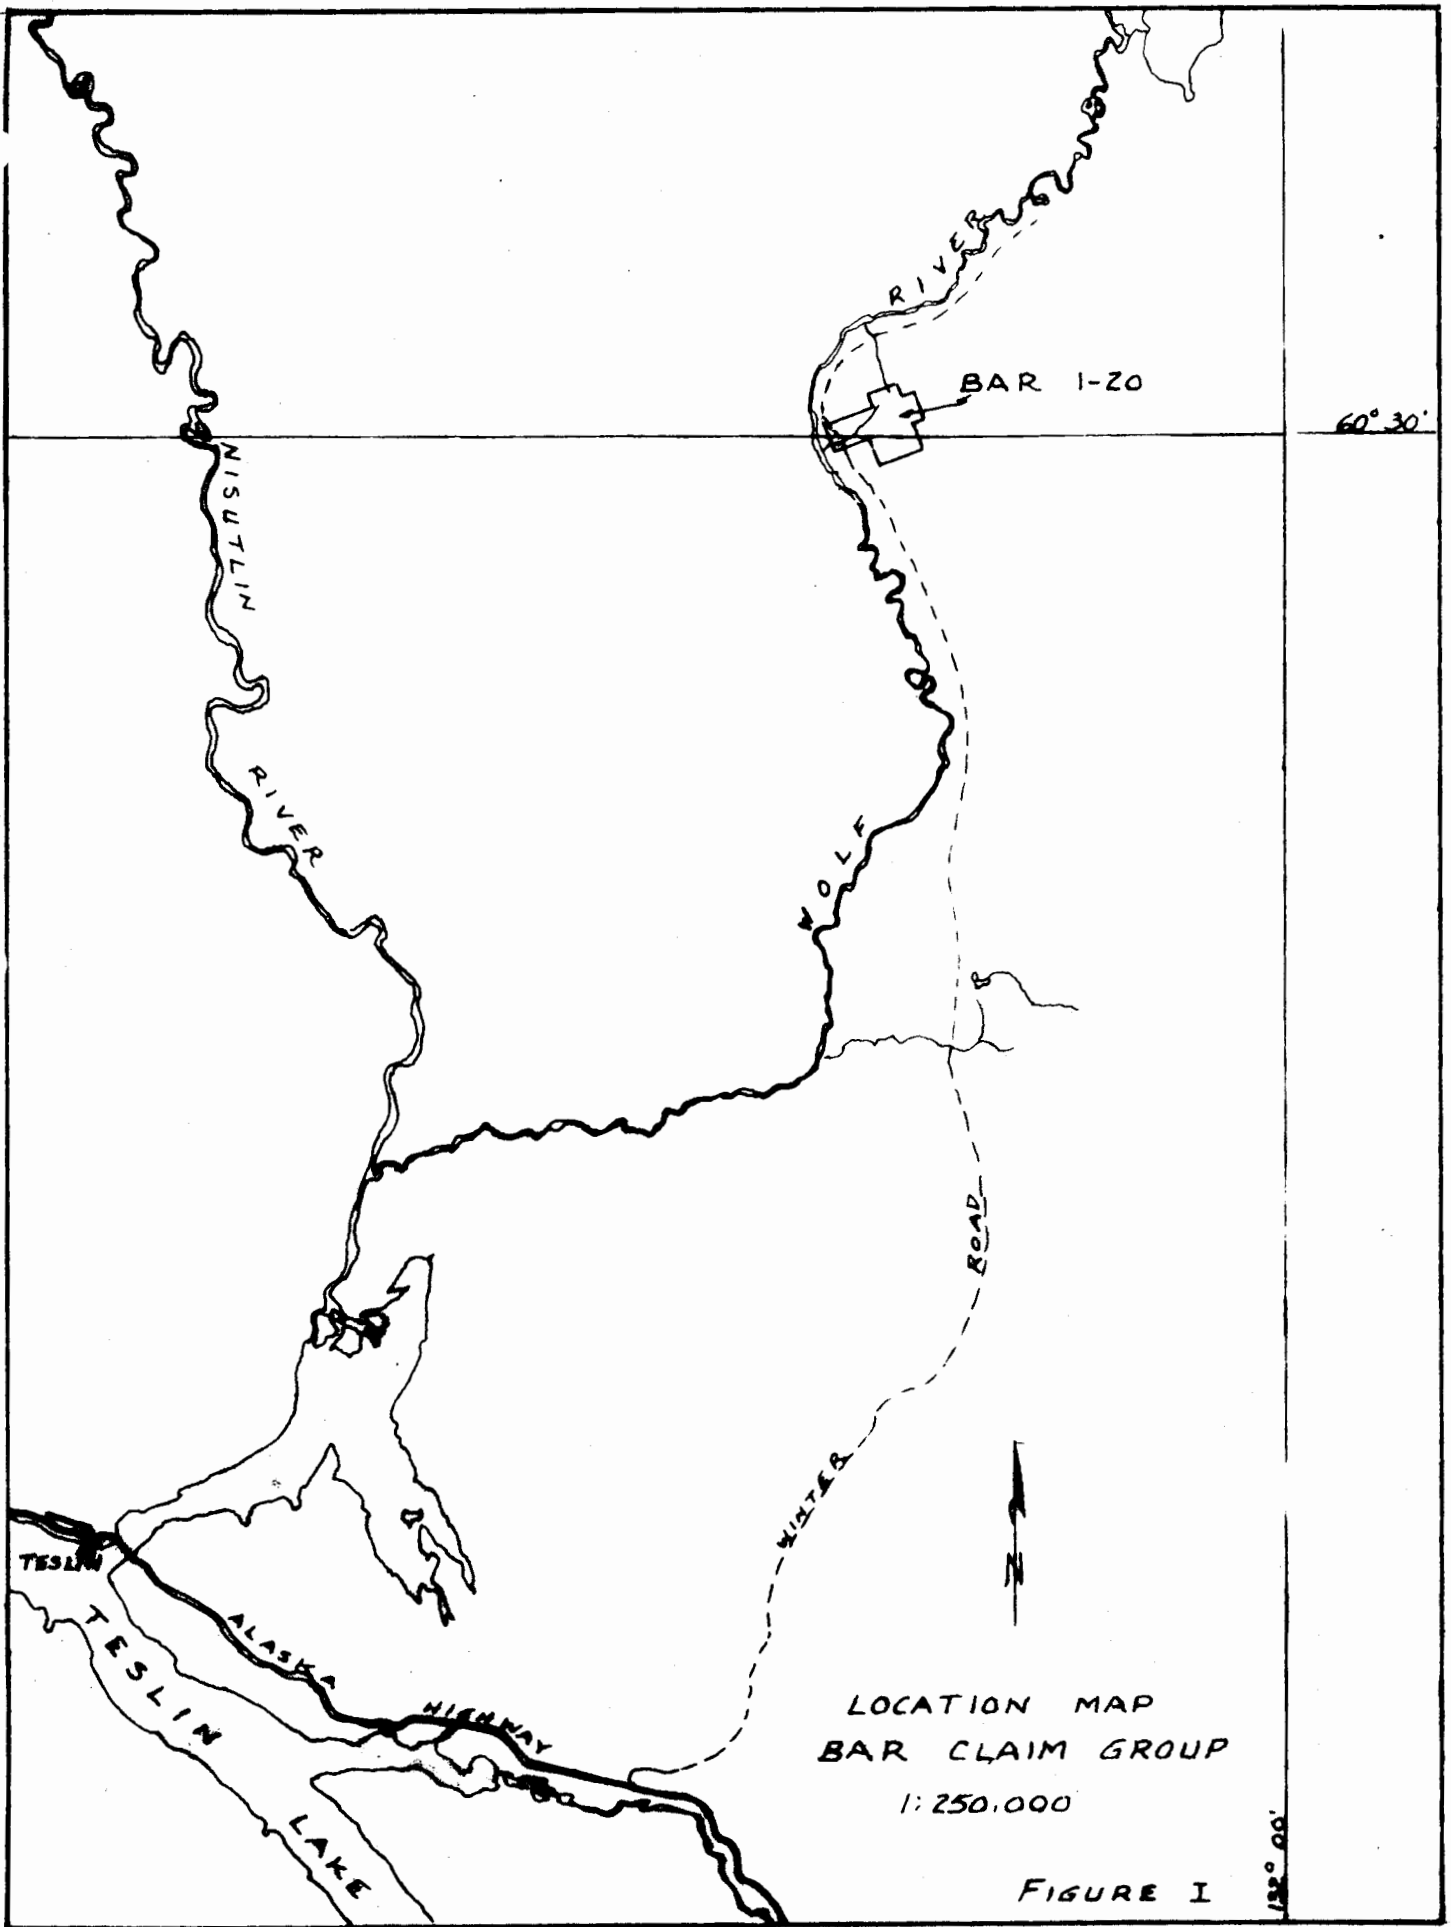 RIVER
BAR 1-20
60° 30'
NISUTLIN
RIVER
WOLF
ROAD
WINTER
N
TESLIN
TESLIN
ALASKA
HIGHWAY
LAKE
LOCATION MAP
BAR CLAIM GROUP
1:250,000
132° 00'
FIGURE I